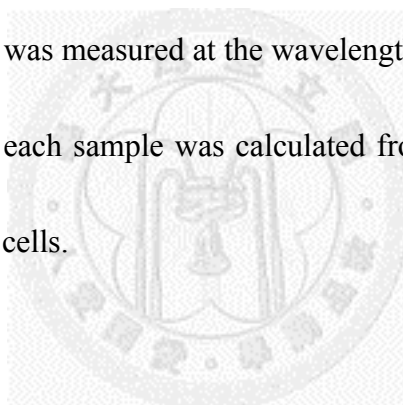 was measured at the wavelengt
each sample was calculated fro
cells.